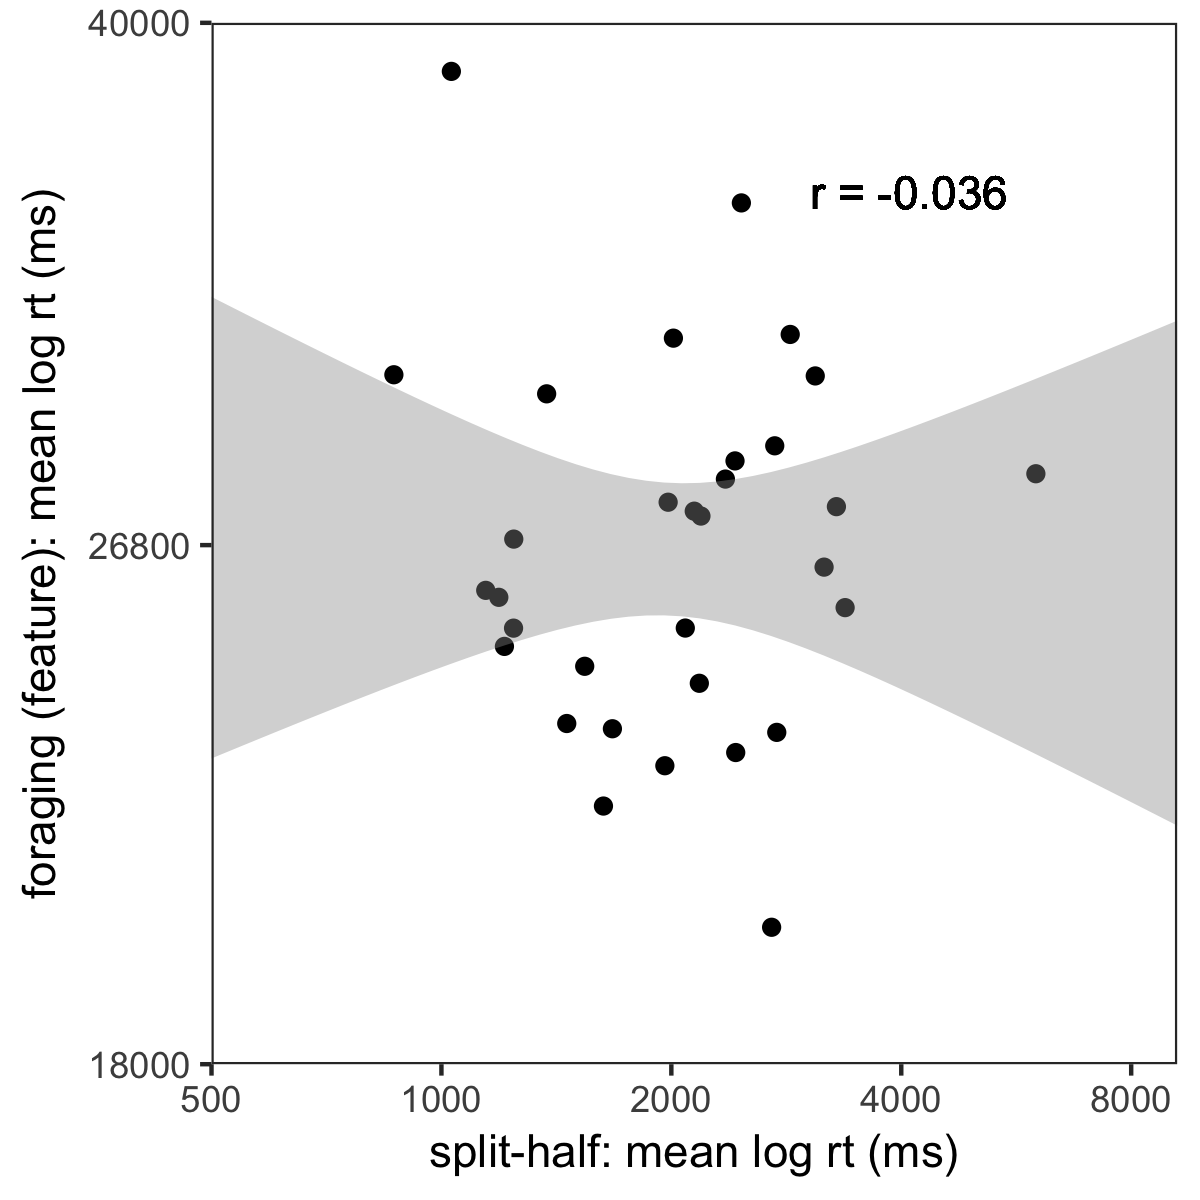 40000
r = -0.036
foraging (feature): mean log rt (ms)
26800
18000
500 1000 2000 4000 8000
split-half: mean log rt (ms)